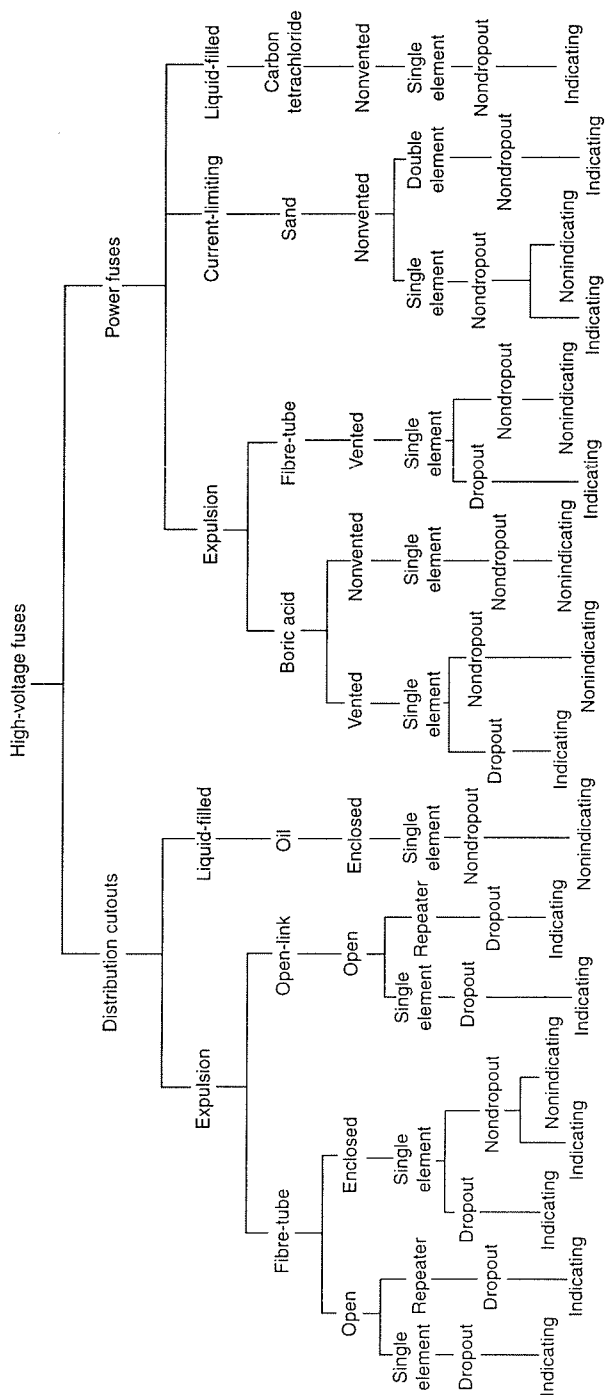 High-voltage fuses
Distribution cutouts
Power fuses
Expulsion
Liquid-filled
Expulsion
Current-limiting
Liquid-filled
Fibre-tube
Open-link
Oil
Boric acid
Fibre-tube
Sand
Carbon
tetrachloride
Open
Enclosed
Open
Enclosed
Vented
Nonvented
Vented
Nonvented
Nonvented
Single
element
Repeater
Single
element
Single
element
Repeater
Single
element
Single
element
Single
element
Single
element
Single
element
Double
element
Single
element
Dropout
Dropout
Dropout
Nondropout
Dropout
Dropout
Nondropout
Dropout
Nondropout
Nondropout
Dropout
Nondropout
Nondropout
Nondropout
Nondropout
Indicating
Indicating
Indicating
Indicating
Nonindicating
Indicating
Indicating
Nonindicating
Indicating
Nonindicating
Nonindicating
Indicating
Nonindicating
Indicating
Nonindicating
Indicating
Indicating